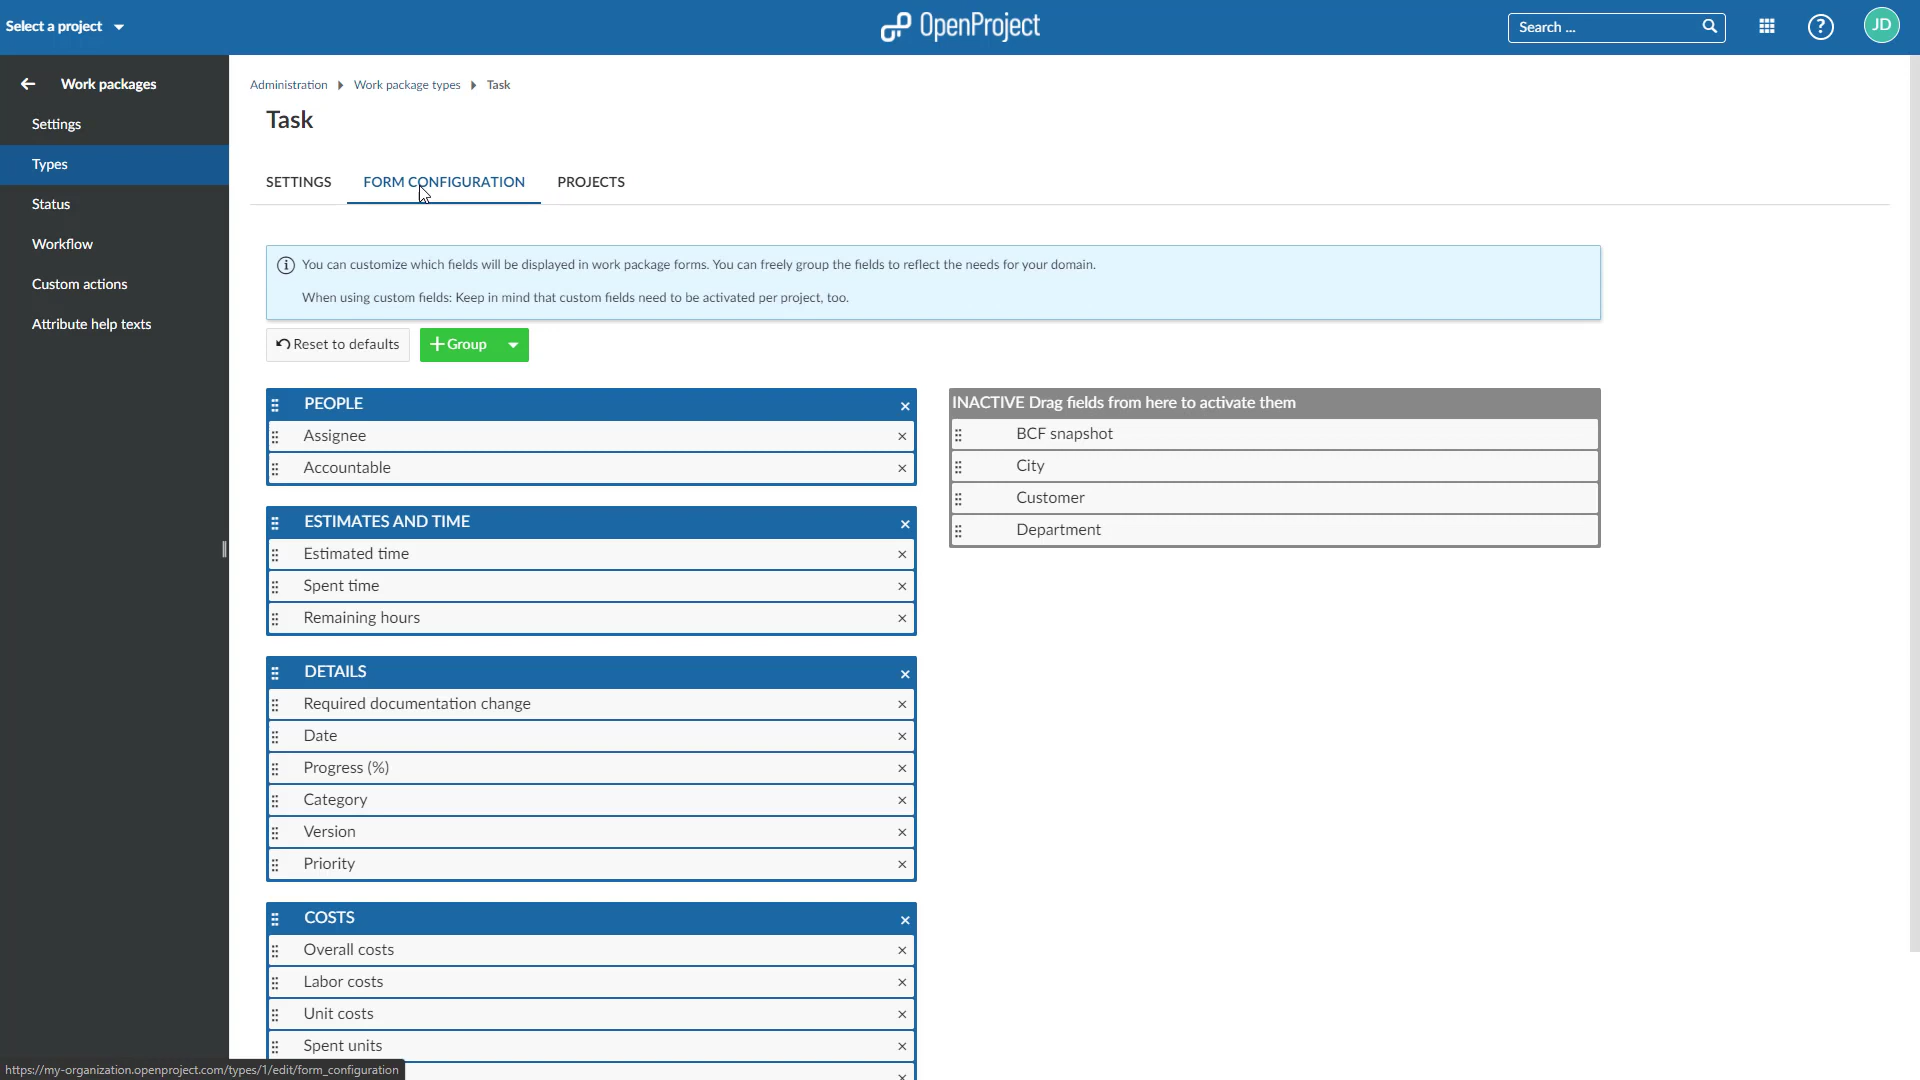 Select a project
OpenProject
Search ...
?
JD
Work packages
Settings
Types
Status
Workflow
Custom actions
Attribute help texts
Administration
Work package types
Task
Task
SETTINGS
FORM CONFIGURATION
PROJECTS
You can customize which fields will be displayed in work package forms. You can freely group the fields to reflect the needs for your domain.
When using custom fields: Keep in mind that custom fields need to be activated per project, too.
Reset to defaults
+ Group
PEOPLE
Assignee
Accountable
ESTIMATES AND TIME
Estimated time
Spent time
Remaining hours
DETAILS
Required documentation change
Date
Progress (%)
Category
Version
Priority
COSTS
Overall costs
Labor costs
Unit costs
Spent units
INACTIVE Drag fields from here to activate them
BCF snapshot
City
Customer
Department
https://my-organization.openproject.com/types/1/edit/form_configuration